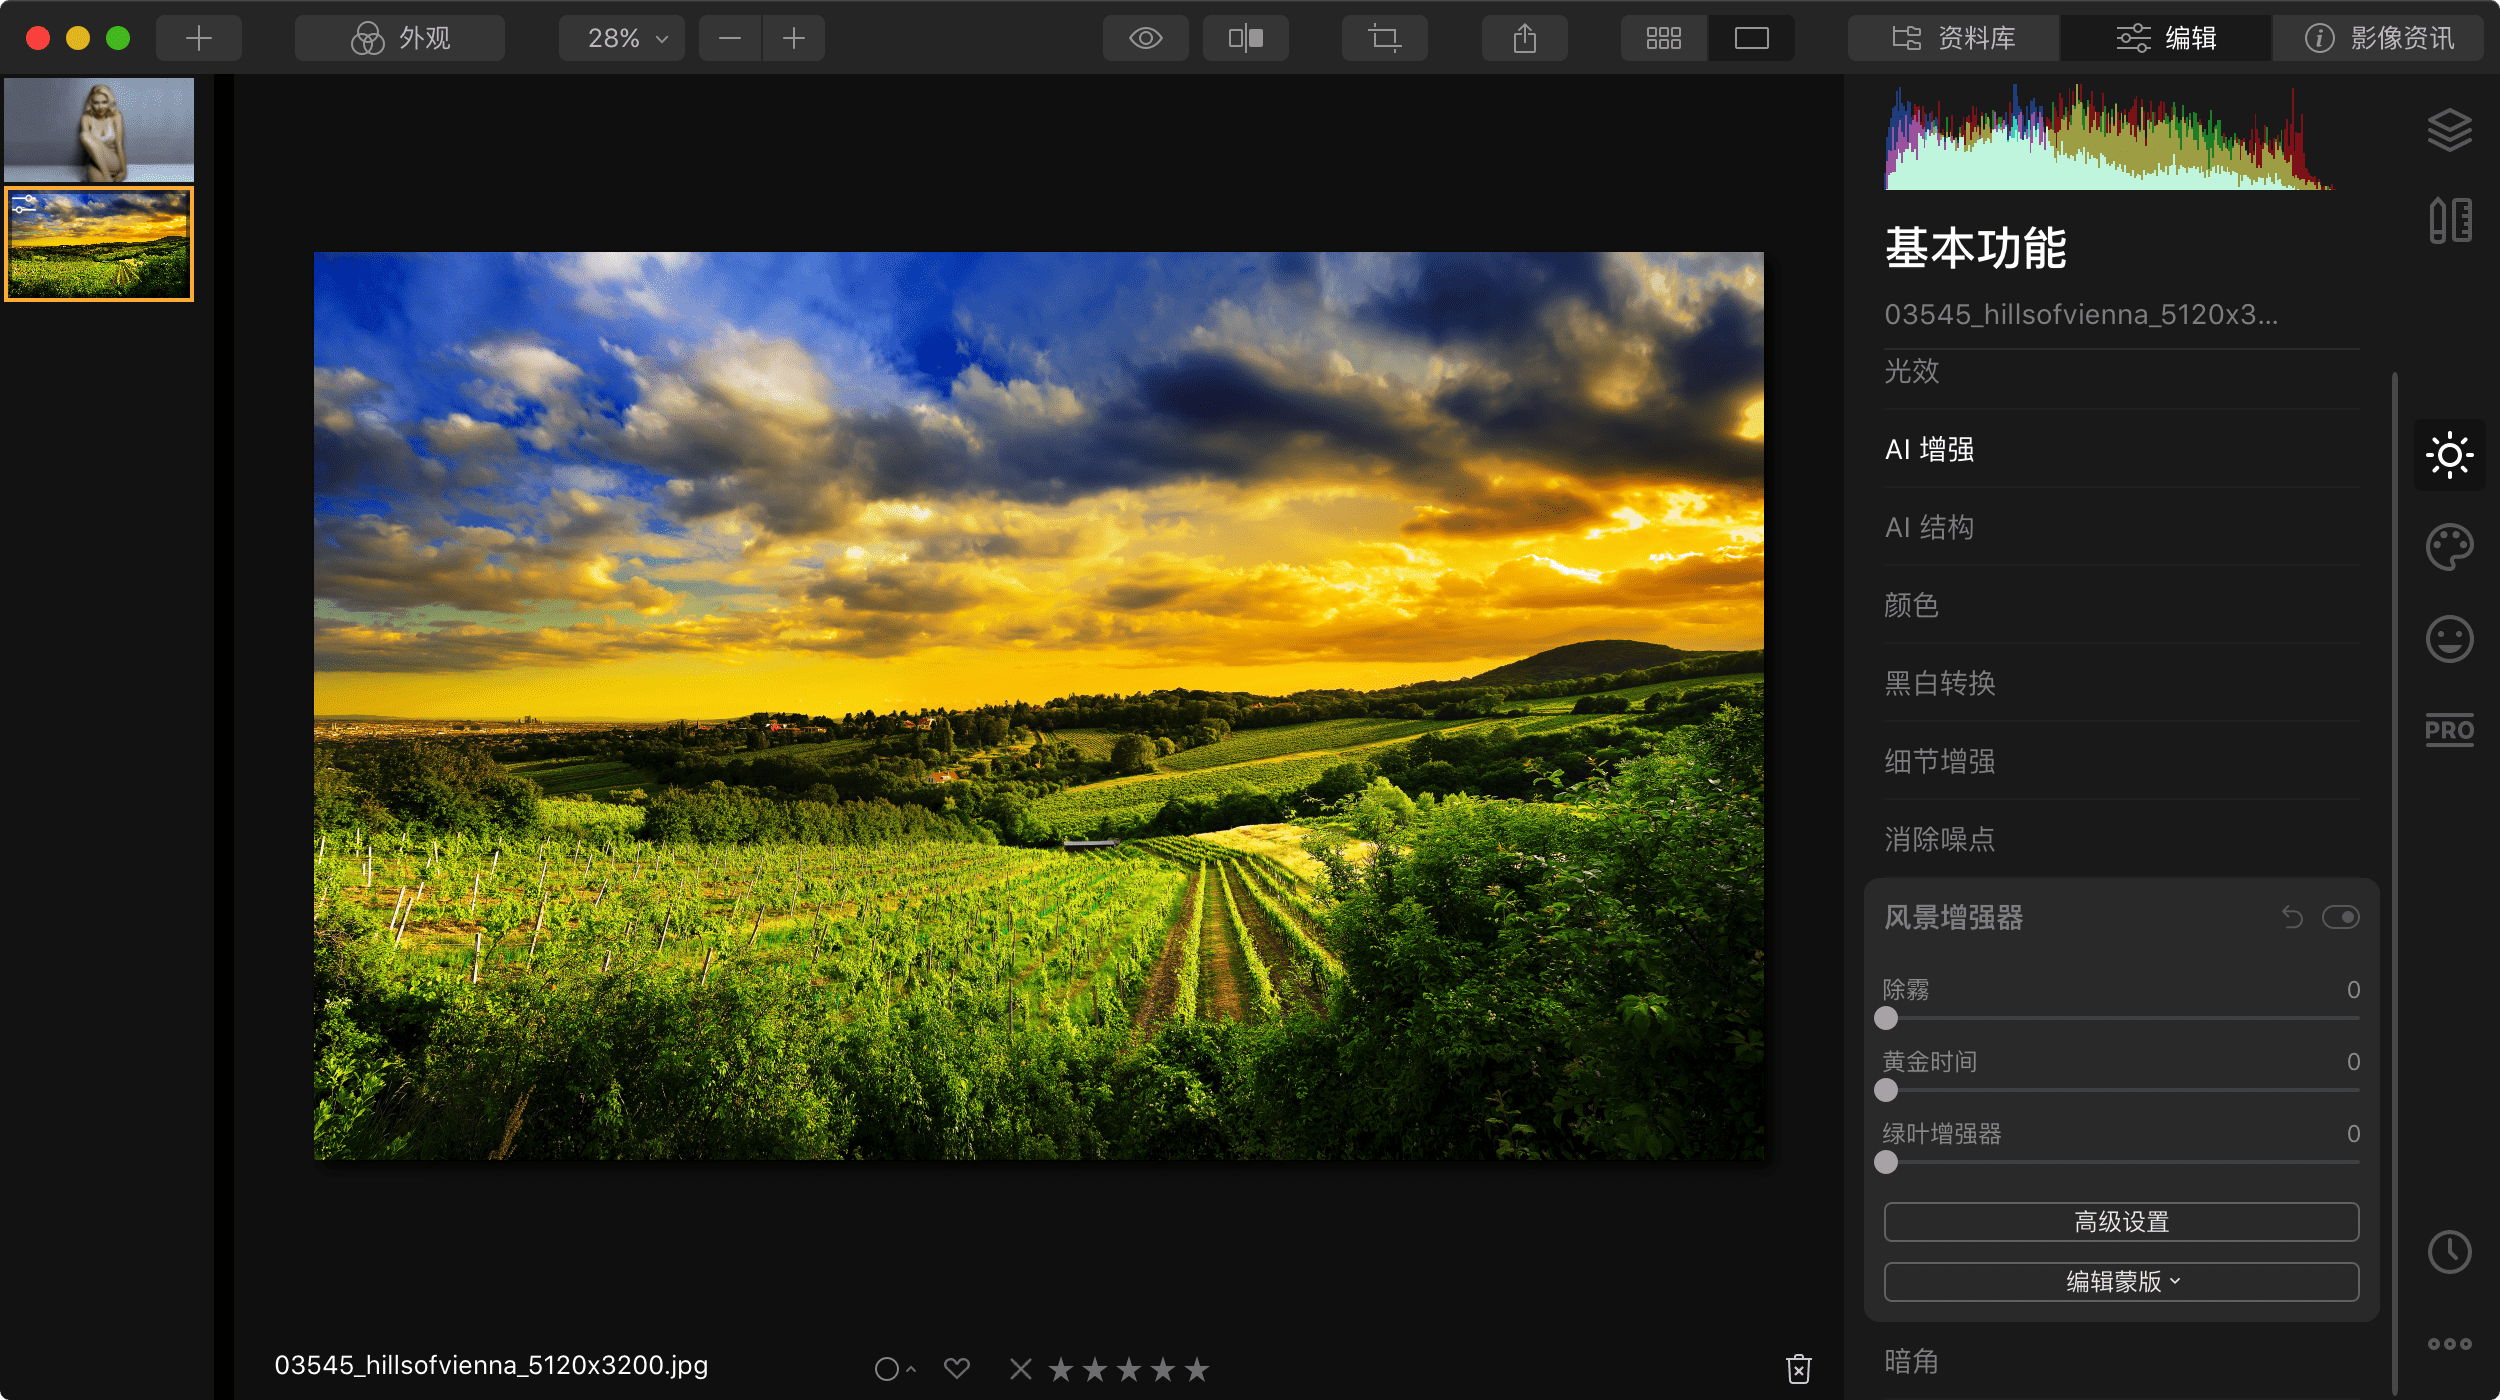 外观
28%
资料库
编辑
影像资讯
基本功能
03545_hillsofvienna_5120x3...
光效
AI 增强
AI 结构
颜色
黑白转换
细节增强
消除噪点
风景增强器
除霧 0
黄金时间 0
绿叶增强器 0
高级设置
编辑蒙版
暗角
PRO
03545_hillsofvienna_5120x3200.jpg